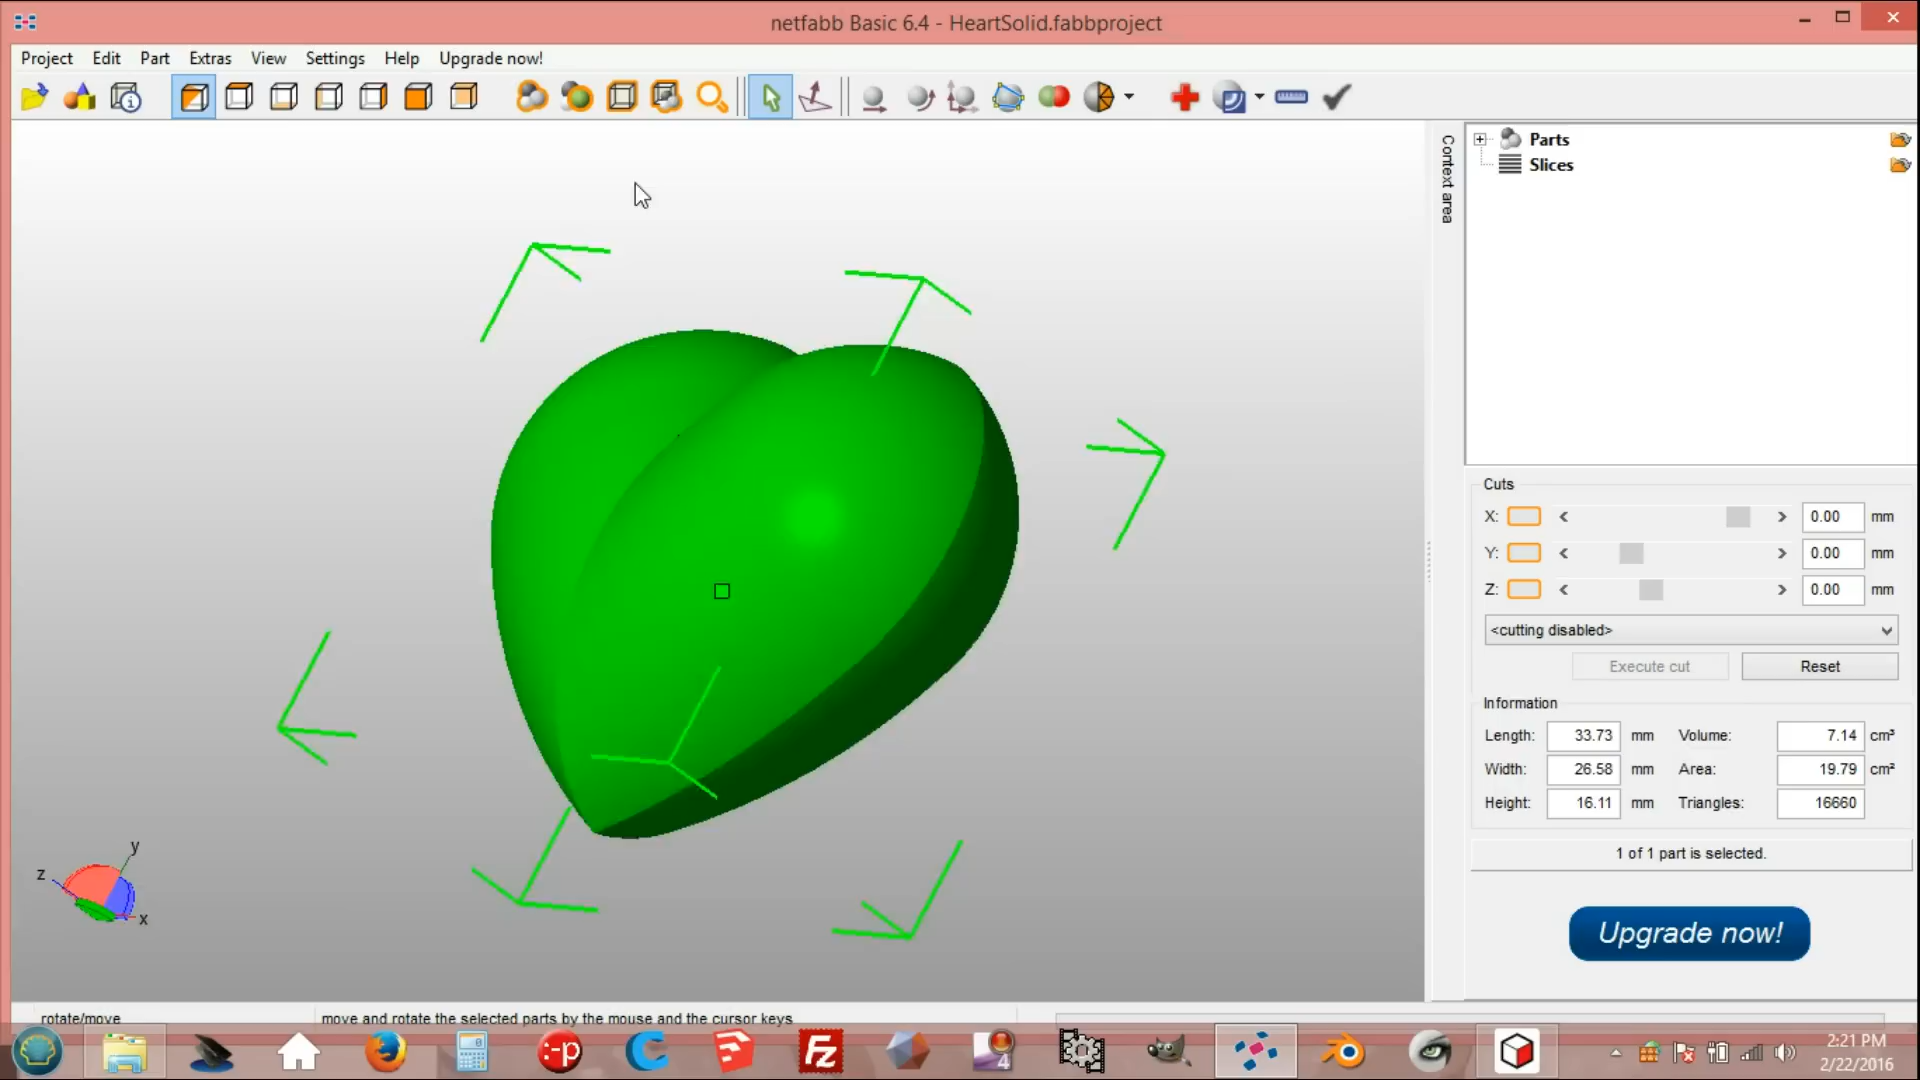 netfabb Basic 6.4 - HeartSolid.fabbproject
Project Edit Part Extras View Settings Help Upgrade now!
Context area
Parts
Slices
Cuts
X: < > 0.00 mm
Y: < > 0.00 mm
Z: < > 0.00 mm
<cutting disabled>
Execute cut Reset
Information
Length: 33.73 mm Volume: 7.14 cm³
Width: 26.58 mm Area: 19.79 cm²
Height: 16.11 mm Triangles: 16660
1 of 1 part is selected.
Upgrade now!
y
z
x
rotate/move move and rotate the selected parts by the mouse and the cursor keys
:-p
Fz
4
2:21 PM
2/22/2016